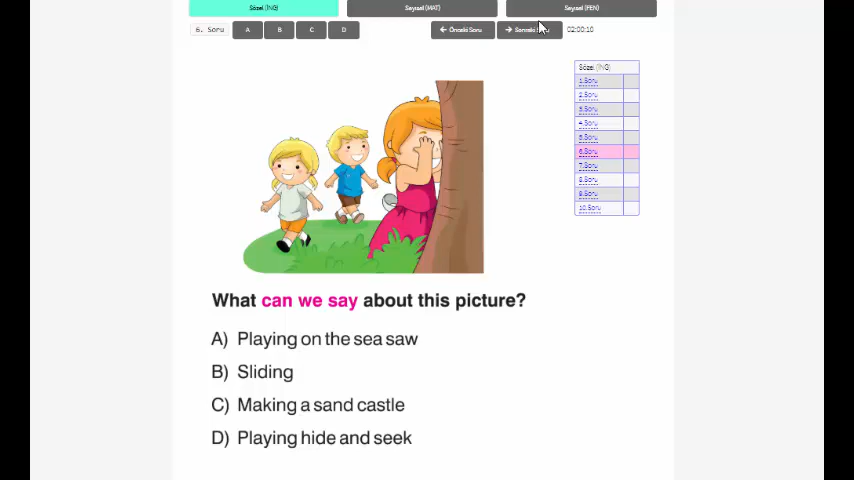 Sözel (İNG)
Sayısal (MAT)
Sayısal (FEN)
6. Soru
A
B
C
D
← Önceki Soru
→ Sonraki
02:00:10
Sözel (İNG)
1.Soru
2.Soru
3.Soru
4.Soru
5.Soru
6.Soru
7.Soru
8.Soru
9.Soru
10.Soru
What can we say about this picture?
A) Playing on the sea saw
B) Sliding
C) Making a sand castle
D) Playing hide and seek